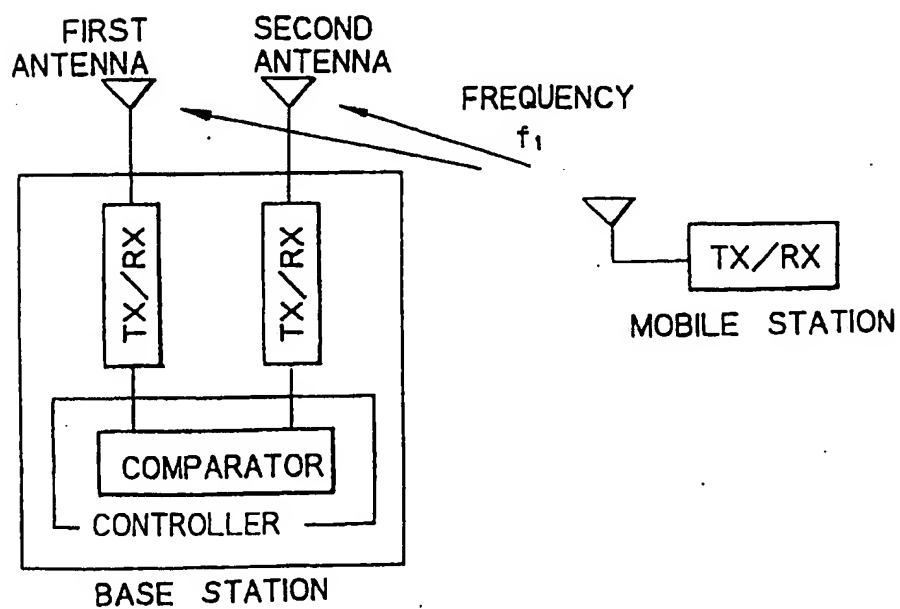 FIRST
ANTENNA
SECOND
ANTENNA
FREQUENCY
f₁
TX/RX
TX/RX
TX/RX
MOBILE STATION
COMPARATOR
CONTROLLER
BASE STATION